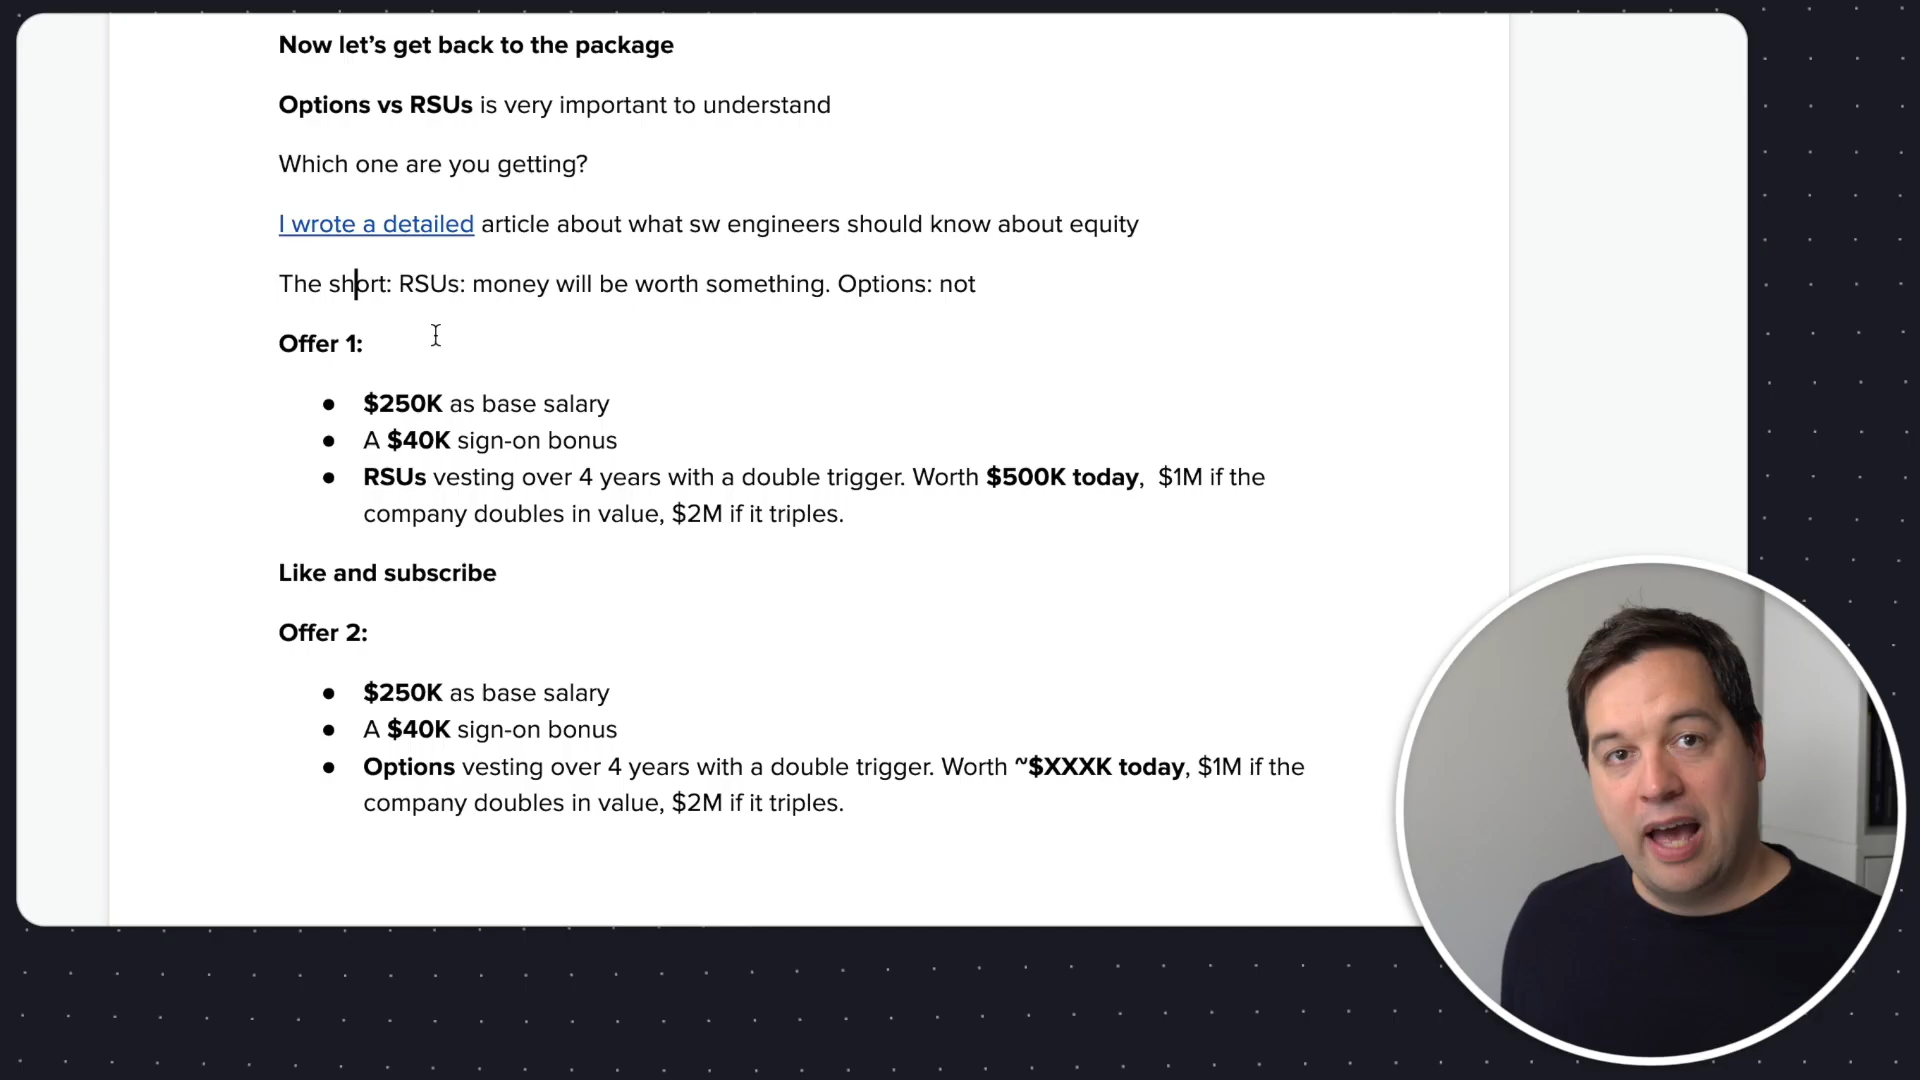 Now let’s get back to the package
Options vs RSUs is very important to understand
Which one are you getting?
I wrote a detailed article about what sw engineers should know about equity
The short: RSUs: money will be worth something. Options: not
Offer 1:
● $250K as base salary
● A $40K sign-on bonus
● RSUs vesting over 4 years with a double trigger. Worth $500K today,  $1M if the
company doubles in value, $2M if it triples.
Like and subscribe
Offer 2:
● $250K as base salary
● A $40K sign-on bonus
● Options vesting over 4 years with a double trigger. Worth ~$XXXK today, $1M if the
company doubles in value, $2M if it triples.